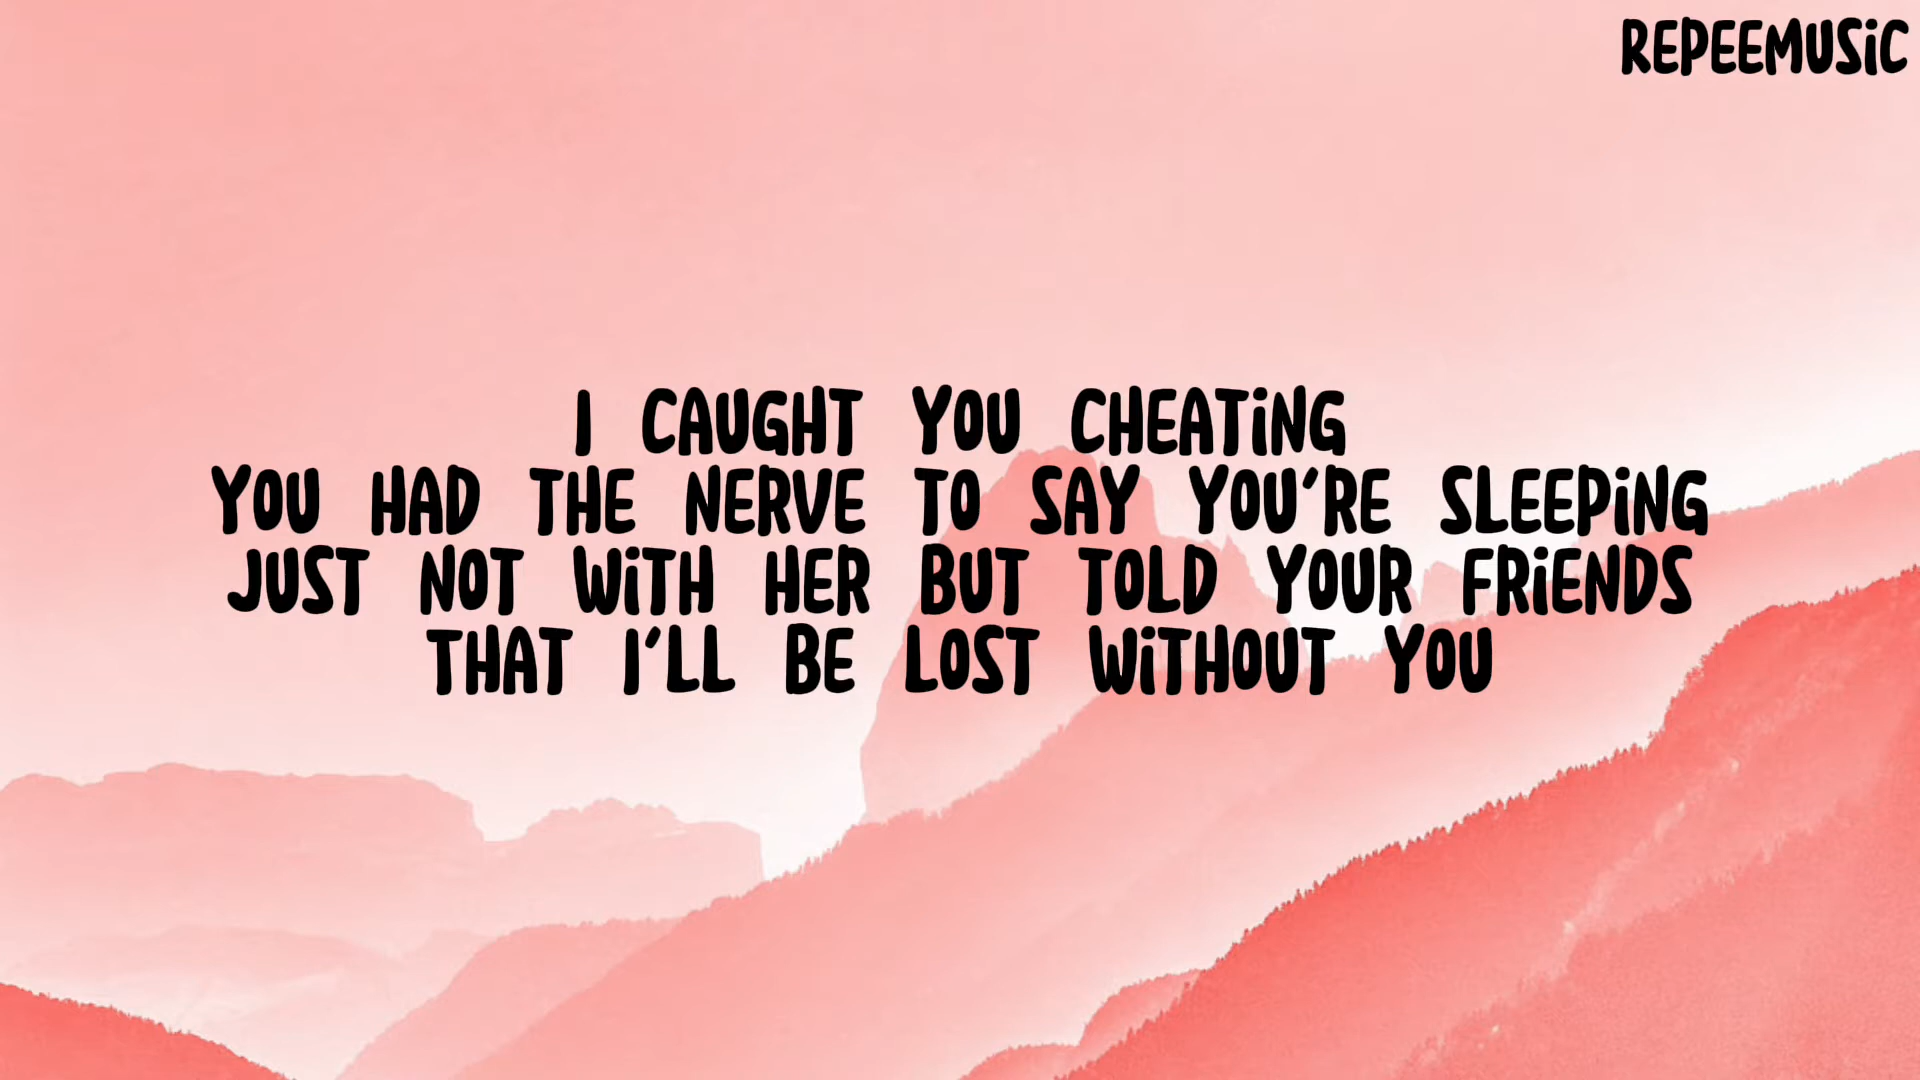 REPEEMUSiC
I CAUGHT YOU CHEATiNG
YOU HAD THE NERVE TO SAY YOU'RE SLEEPiNG
JUST NOT WiTH HER BUT TOLD YOUR FRiENDS
THAT I'LL BE LOST WiTHOUT YOU